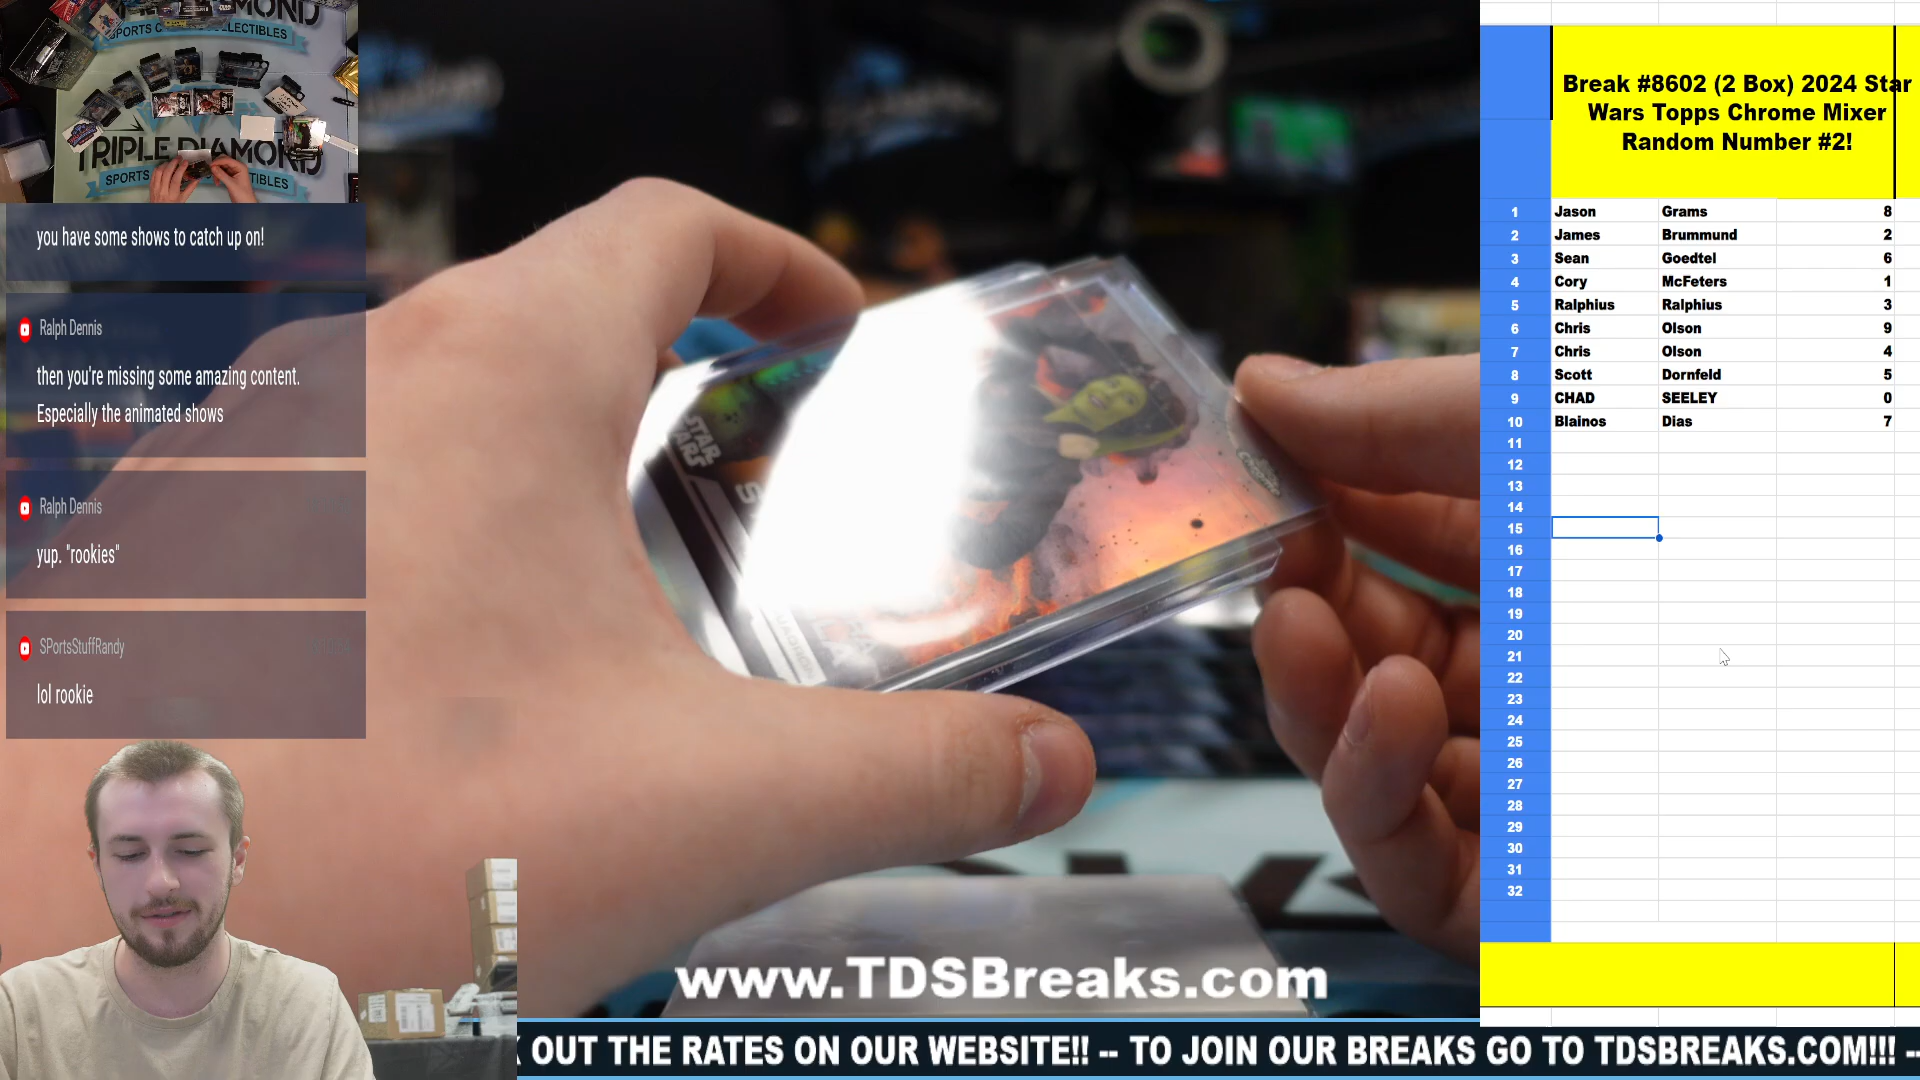 SPORTS
TRIPLE DIAMOND
SPORTS
you have some shows to catch up on!
Ralph Dennis
then you're missing some amazing content.
Especially the animated shows
Ralph Dennis
yup. "rookies"
SPortsStuffRandy
lol rookie
STAR
WARS
www.TDSBreaks.com
OUT THE RATES ON OUR WEBSITE!! -- TO JOIN OUR BREAKS GO TO TDSBREAKS.COM!!! --
Break #8602 (2 Box) 2024 Star
Wars Topps Chrome Mixer
Random Number #2!
1 Jason Grams 8
2 James Brummund 2
3 Sean Goedtel 6
4 Cory McFeters 1
5 Ralphius Ralphius 3
6 Chris Olson 9
7 Chris Olson 4
8 Scott Dornfeld 5
9 CHAD SEELEY 0
10 Blainos Dias 7
11
12
13
14
15
16
17
18
19
20
21
22
23
24
25
26
27
28
29
30
31
32